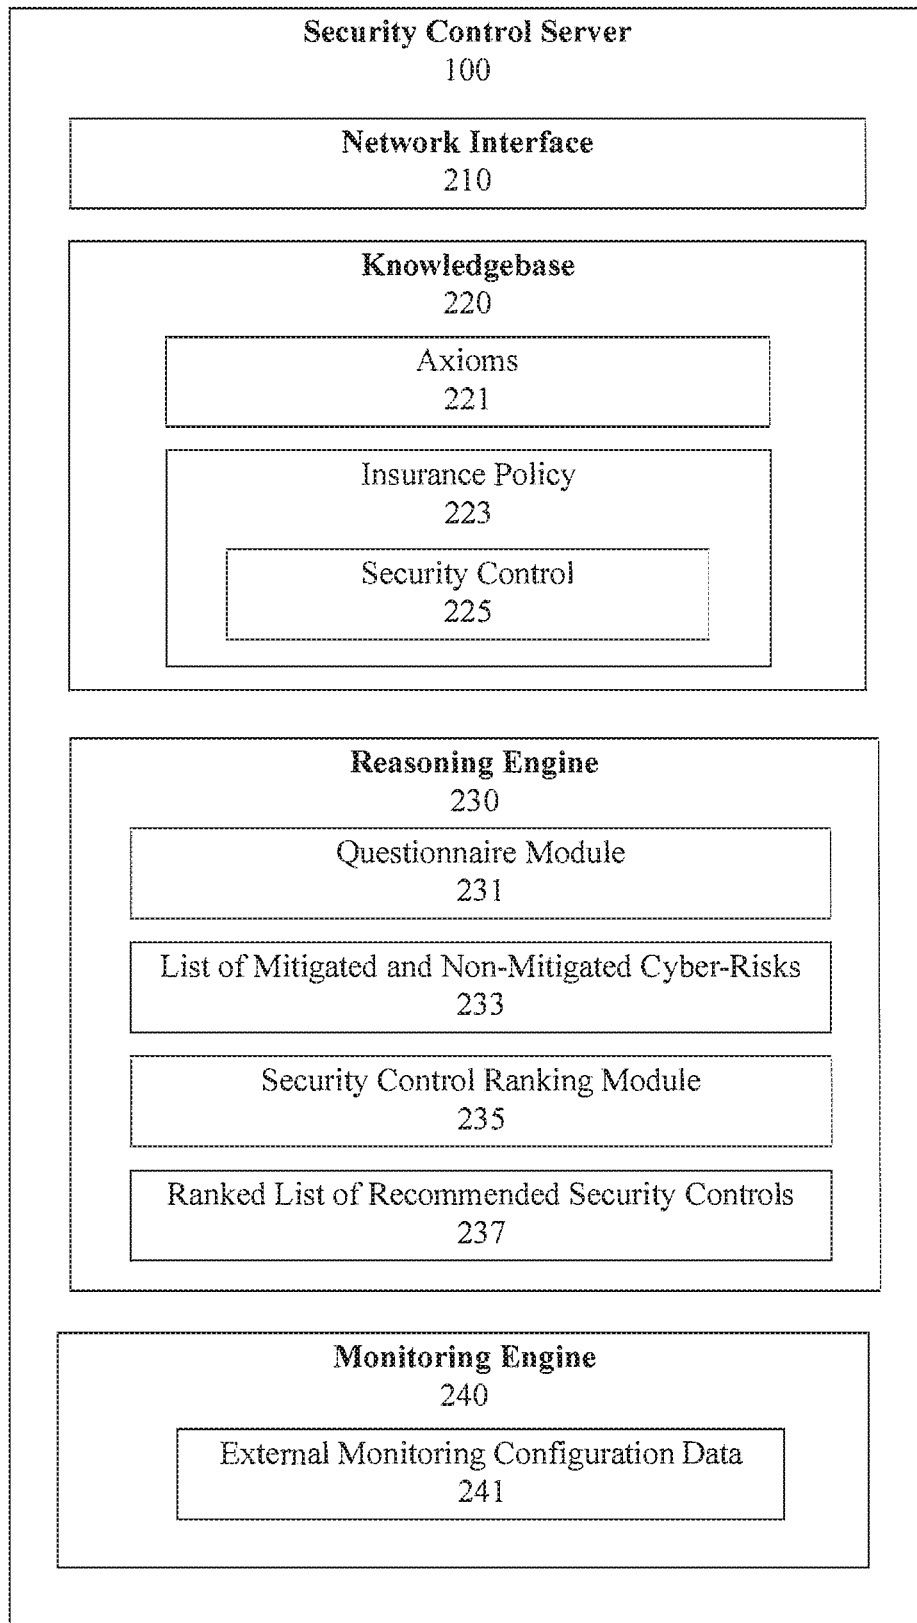 Security Control Server
100
Network Interface
210
Knowledgebase
220
Axioms
221
Insurance Policy
223
Security Control
225
Reasoning Engine
230
Questionnaire Module
231
List of Mitigated and Non-Mitigated Cyber-Risks
233
Security Control Ranking Module
235
Ranked List of Recommended Security Controls
237
Monitoring Engine
240
External Monitoring Configuration Data
241